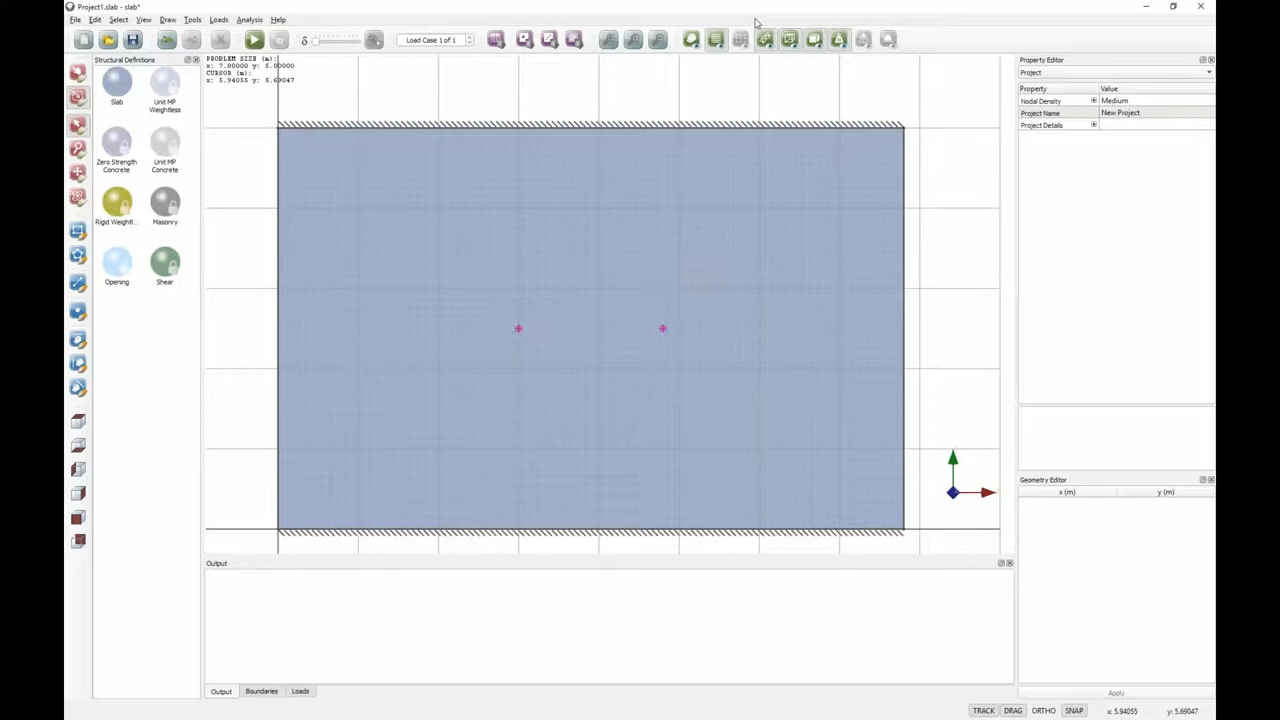 Project1.slab - slab*
File Edit Select View Draw Tools Loads Analysis Help
δ
Load Case 1 of 1
Structural Definitions
Slab
Unit MP Weightless
Zero Strength Concrete
Unit MP Concrete
Rigid Weightl...
Masonry
Opening
Shear
PROBLEM SIZE (m):
x: 7.80000 y: 5.00000
CURSOR (m):
x: 5.94055 y: 5.69047
Property Editor
Project
Property Value
Nodal Density Medium
Project Name New Project
Project Details
Geometry Editor
x (m) y (m)
Apply
Output
Output Boundaries Loads
TRACK DRAG ORTHO SNAP x: 5.94055 y: 5.69047